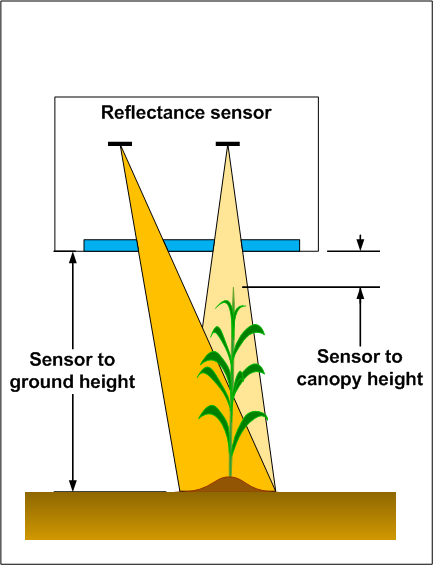 Reflectance sensor
Sensor to
ground height
Sensor to
canopy height